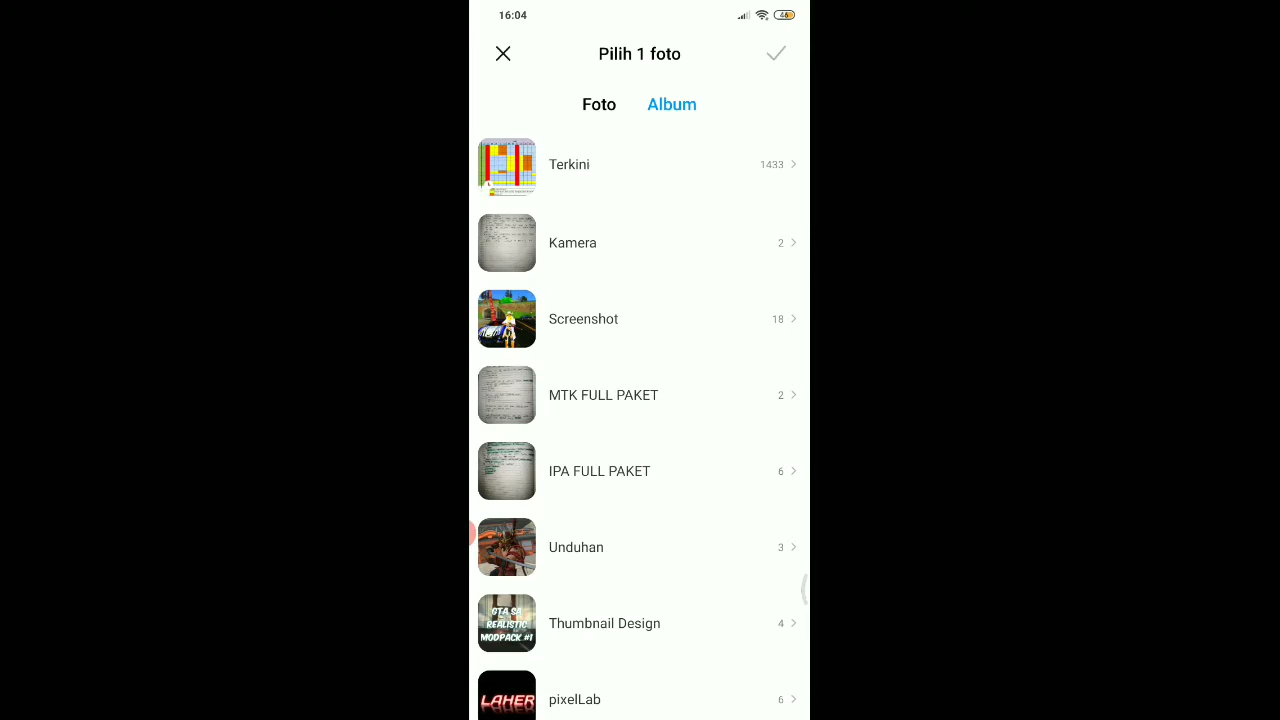 16:04
46
Pilih 1 foto
Foto Album
Terkini 1433
Kamera 2
Screenshot 18
MTK FULL PAKET 2
IPA FULL PAKET 6
Unduhan 3
GTA SA
REALISTIC
MODPACK #1
Thumbnail Design 4
LAHER
pixelLab 6